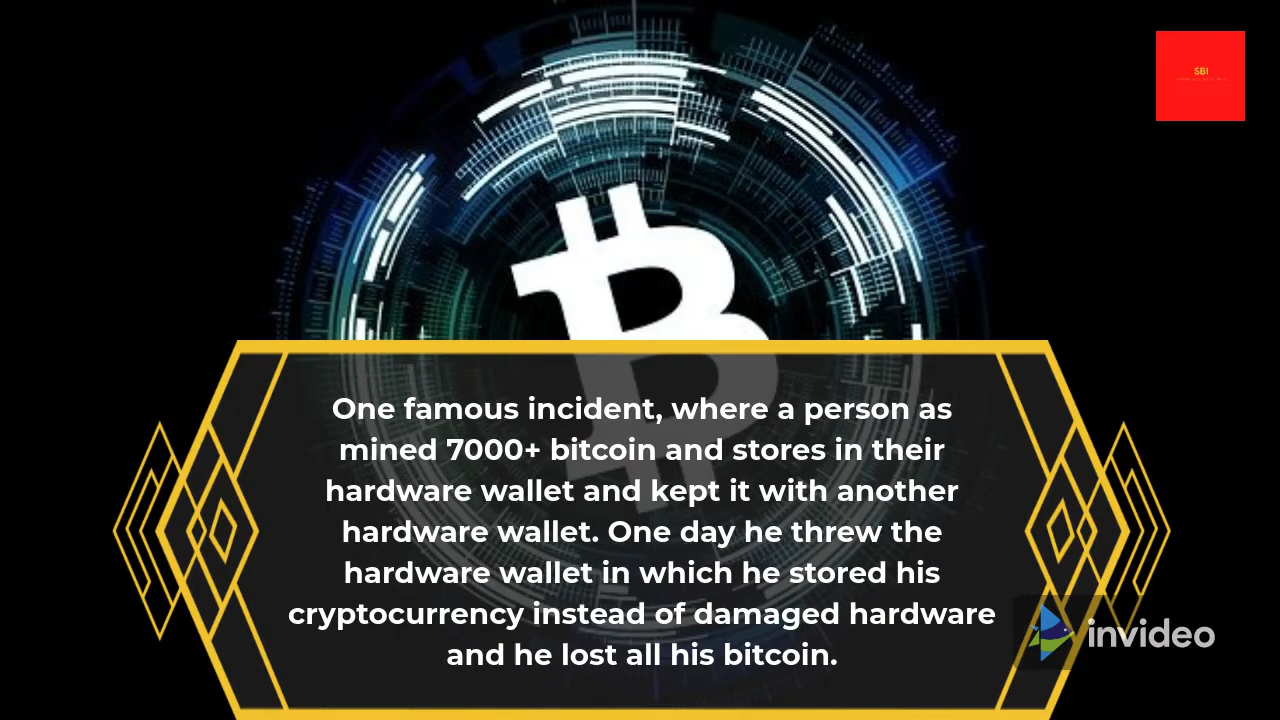 SBI
One famous incident, where a person as
mined 7000+ bitcoin and stores in their
hardware wallet and kept it with another
hardware wallet. One day he threw the
hardware wallet in which he stored his
cryptocurrency instead of damaged hardware
and he lost all his bitcoin.
invideo